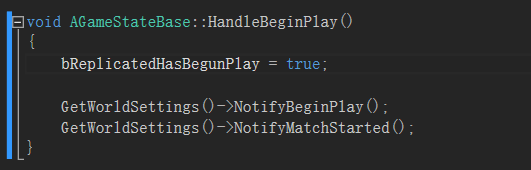 void AGameStateBase::HandleBeginPlay()
{
    bReplicatedHasBegunPlay = true;
    GetWorldSettings()->NotifyBeginPlay();
    GetWorldSettings()->NotifyMatchStarted();
}